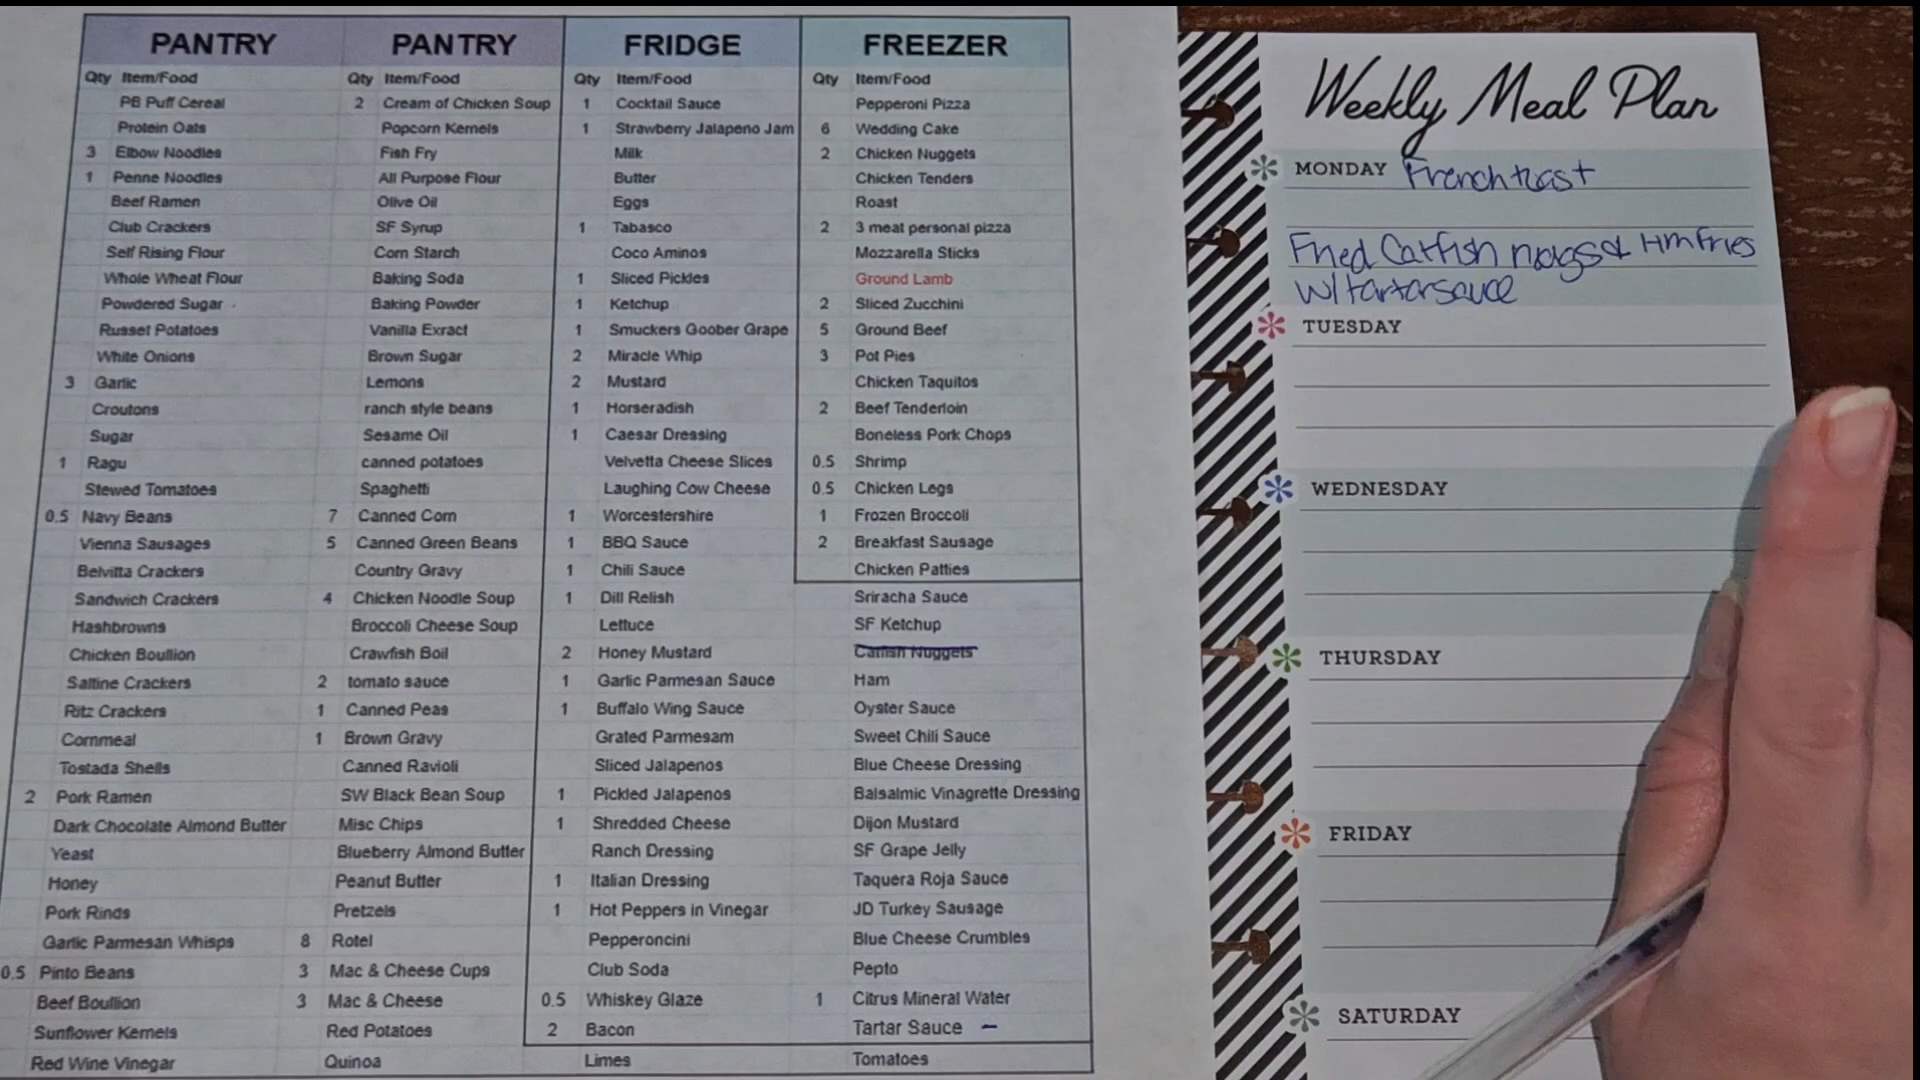 PANTRY PANTRY FRIDGE FREEZER
Qty Item/Food Qty Item/Food Qty Item/Food Qty Item/Food
PB Puff Cereal 2 Cream of Chicken Soup 1 Cocktail Sauce Pepperoni Pizza
Protein Oats Popcorn Kernels 1 Strawberry Jalapeno Jam 6 Wedding Cake
3 Elbow Noodles Fish Fry Milk 2 Chicken Nuggets
1 Penne Noodles All Purpose Flour Butter Chicken Tenders
Beef Ramen Olive Oil Eggs Roast
Club Crackers SF Syrup 1 Tabasco 2 3 meat personal pizza
Self Rising Flour Corn Starch Coco Aminos Mozzarella Sticks
Whole Wheat Flour Baking Soda 1 Sliced Pickles Ground Lamb
Powdered Sugar Baking Powder 1 Ketchup 2 Sliced Zucchini
Russet Potatoes Vanilla Exract 1 Smuckers Goober Grape 5 Ground Beef
White Onions Brown Sugar 2 Miracle Whip 3 Pot Pies
3 Garlic Lemons 2 Mustard Chicken Taquitos
Croutons ranch style beans 1 Horseradish 2 Beef Tenderloin
Sugar Sesame Oil 1 Caesar Dressing Boneless Pork Chops
1 Ragu canned potatoes Velvetta Cheese Slices 0.5 Shrimp
Stewed Tomatoes Spaghetti Laughing Cow Cheese 0.5 Chicken Legs
0.5 Navy Beans 7 Canned Corn 1 Worcestershire 1 Frozen Broccoli
Vienna Sausages 5 Canned Green Beans 1 BBQ Sauce 2 Breakfast Sausage
Belvitta Crackers Country Gravy 1 Chili Sauce Chicken Patties
Sandwich Crackers 4 Chicken Noodle Soup 1 Dill Relish Sriracha Sauce
Hashbrowns Broccoli Cheese Soup Lettuce SF Ketchup
Chicken Boullion Crawfish Boil 2 Honey Mustard Catfish Nuggets
Saltine Crackers 2 tomato sauce 1 Garlic Parmesan Sauce Ham
Ritz Crackers 1 Canned Peas 1 Buffalo Wing Sauce Oyster Sauce
Cornmeal 1 Brown Gravy Grated Parmesam Sweet Chili Sauce
Tostada Shells Canned Ravioli Sliced Jalapenos Blue Cheese Dressing
2 Pork Ramen SW Black Bean Soup 1 Pickled Jalapenos Balsalmic Vinagrette Dressing
Dark Chocolate Almond Butter Misc Chips 1 Shredded Cheese Dijon Mustard
Yeast Blueberry Almond Butter Ranch Dressing SF Grape Jelly
Honey Peanut Butter 1 Italian Dressing Taquera Roja Sauce
Pork Rinds Pretzels 1 Hot Peppers in Vinegar JD Turkey Sausage
Garlic Parmesan Whisps 8 Rotel Pepperoncini Blue Cheese Crumbles
0.5 Pinto Beans 3 Mac & Cheese Cups Club Soda Pepto
Beef Boullion 3 Mac & Cheese 0.5 Whiskey Glaze 1 Citrus Mineral Water
Sunflower Kernels Red Potatoes 2 Bacon Tartar Sauce –
Red Wine Vinegar Quinoa Limes Tomatoes
Weekly Meal Plan
MONDAY French toast
Fried Catfish nuggs & HM fries
w/ tartar sauce
TUESDAY
WEDNESDAY
THURSDAY
FRIDAY
SATURDAY